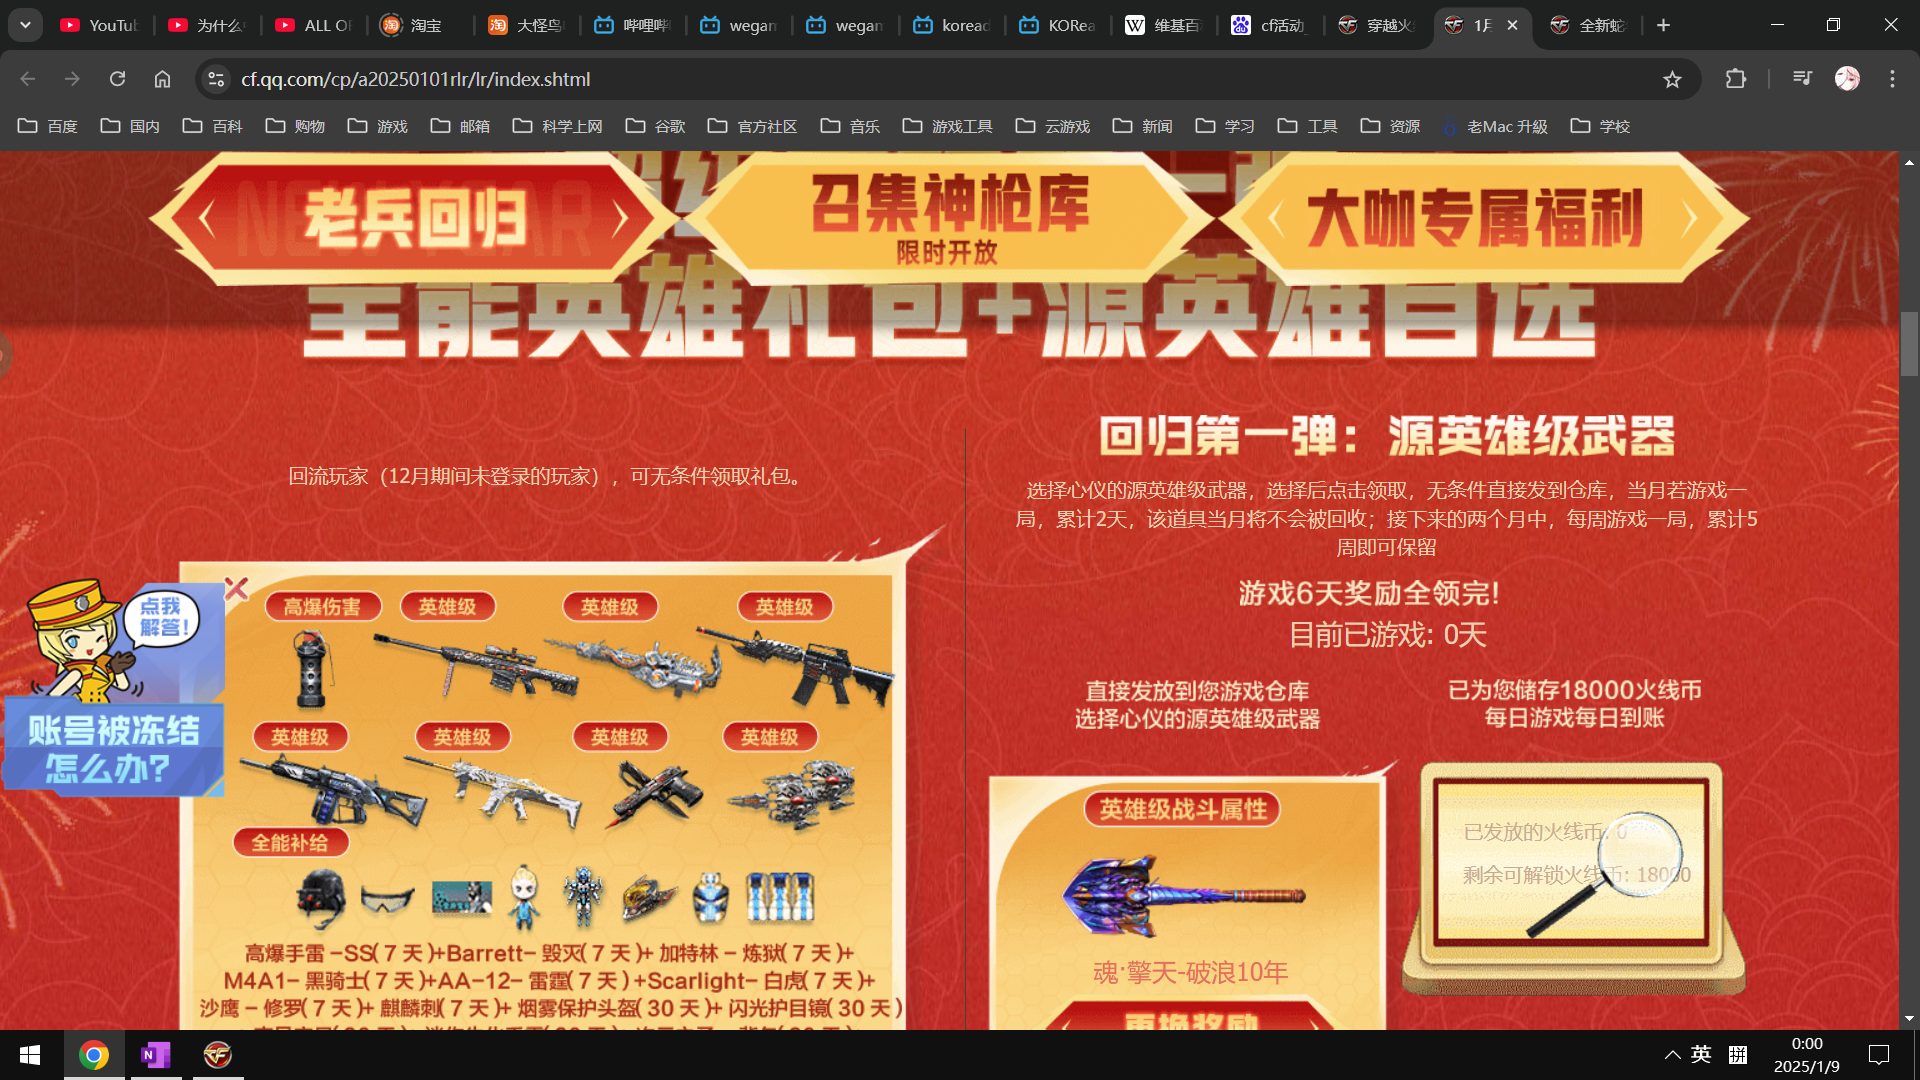 YouTub
为什么
ALL O
淘宝
大怪鸟
哔哩哔
wegam
wegam
koread
KORea
维基百
cf活动_
穿越火
1月
全新蛇
cf.qq.com/cp/a20250101rlr/lr/index.shtml
百度
国内
百科
购物
游戏
邮箱
科学上网
谷歌
官方社区
音乐
游戏工具
云游戏
新闻
学习
工具
资源
老Mac 升級
学校
老兵回归
召集神枪库
限时开放
大咖专属福利
全能英雄礼包+源英雄自选
回归第一弹：源英雄级武器
回流玩家（12月期间未登录的玩家），可无条件领取礼包。
选择心仪的源英雄级武器，选择后点击领取，无条件直接发到仓库，当月若游戏一
局，累计2天，该道具当月将不会被回收；接下来的两个月中，每周游戏一局，累计5
周即可保留
游戏6天奖励全领完!
目前已游戏: 0天
直接发放到您游戏仓库
选择心仪的源英雄级武器
已为您储存18000火线币
每日游戏每日到账
点我
解答!
账号被冻结
怎么办?
高爆伤害
英雄级
英雄级
英雄级
英雄级
英雄级
英雄级
英雄级
全能补给
高爆手雷-SS(7天)+Barrett-毁灭(7天)+加特林-炼狱(7天)+
M4A1-黑骑士(7天)+AA-12-雷霆(7天)+Scarlight-白虎(7天)+
沙鹰-修罗(7天)+麒麟刺(7天)+烟雾保护头盔(30天)+闪光护目镜(30天)
英雄级战斗属性
魂·擎天-破浪10年
更换奖励
已发放的火线币: 0
剩余可解锁火线币: 18000
英
拼
0:00
2025/1/9